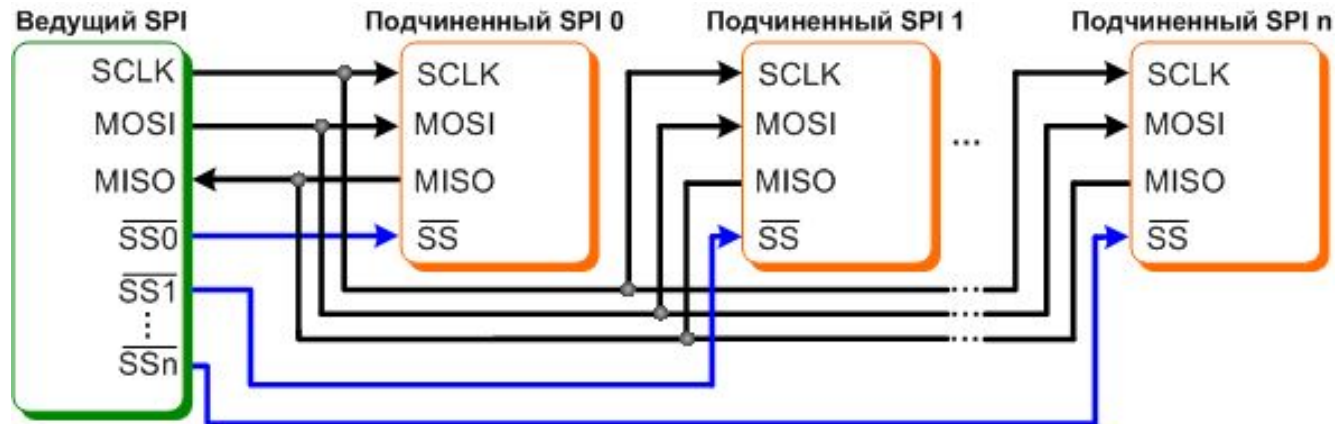 Ведущий SPI
SCLK
MOSI
MISO
SS0
SS1
⋮
SSn
Подчиненный SPI 0
SCLK
MOSI
MISO
SS
Подчиненный SPI 1
SCLK
MOSI
MISO
SS
...
Подчиненный SPI n
SCLK
MOSI
MISO
SS